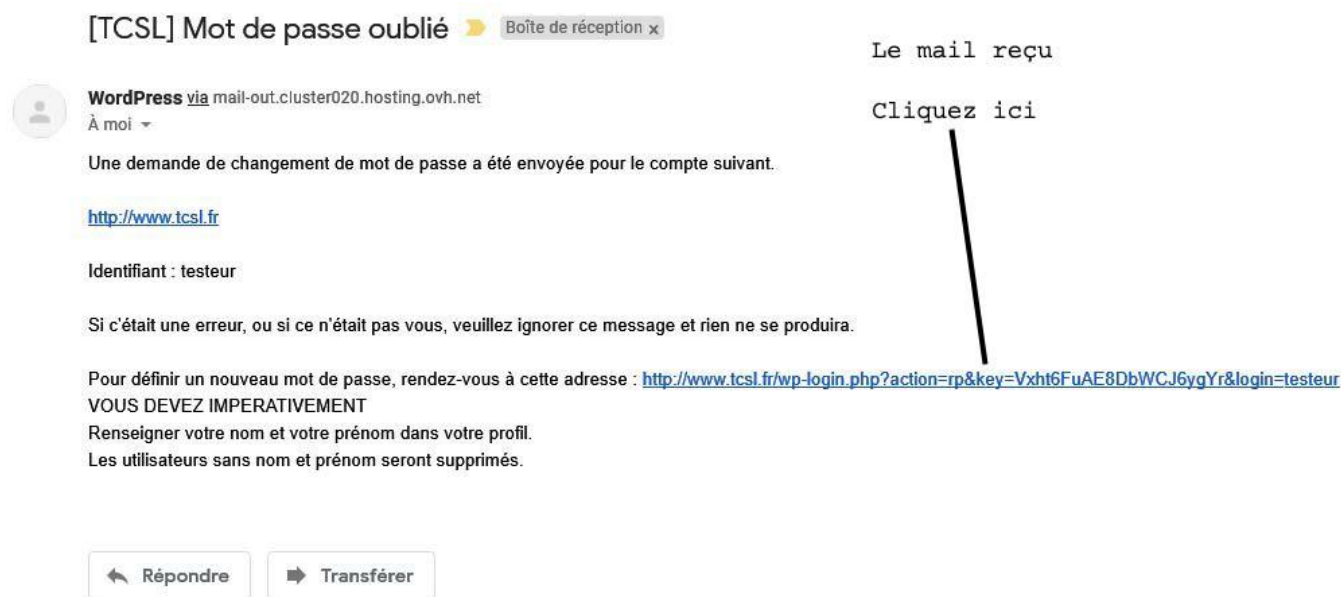 [TCSL] Mot de passe oublié Boîte de réception x
Le mail reçu
Cliquez ici
WordPress via mail-out.cluster020.hosting.ovh.net
À moi
Une demande de changement de mot de passe a été envoyée pour le compte suivant.
http://www.tcsl.fr
Identifiant : testeur
Si c'était une erreur, ou si ce n'était pas vous, veuillez ignorer ce message et rien ne se produira.
Pour définir un nouveau mot de passe, rendez-vous à cette adresse : http://www.tcsl.fr/wp-login.php?action=rp&key=Vxht6FuAE8DbWCJ6ygYr&login=testeur
VOUS DEVEZ IMPERATIVEMENT
Renseigner votre nom et votre prénom dans votre profil.
Les utilisateurs sans nom et prénom seront supprimés.
Répondre Transférer